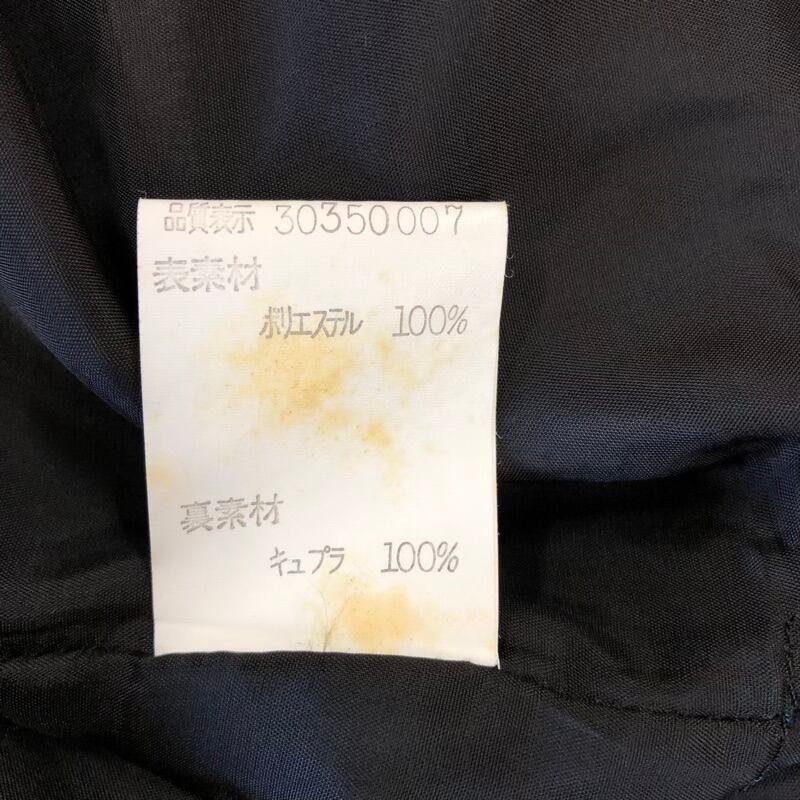 品質表示 30350007
表素材
ポリエステル 100%
裏素材
キュプラ 100%